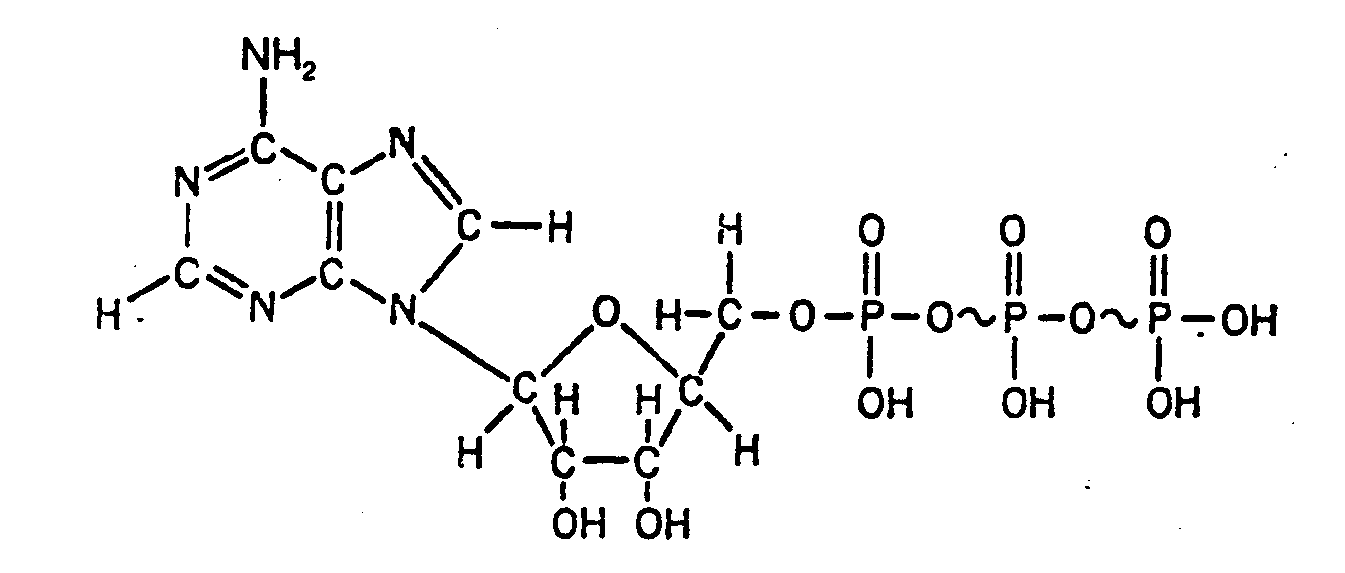 NH2
N C N
C
C H
H O O O
H C N C N H C O P O P O P OH
O
C H H C OH OH OH
H C C H
OH OH